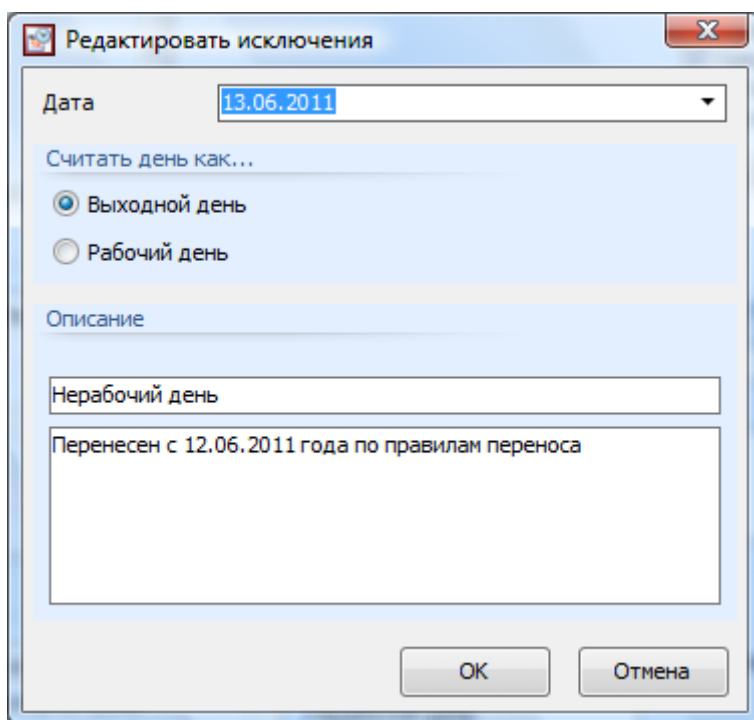 Редактировать исключения
Дата 13.06.2011
Считать день как...
Выходной день
Рабочий день
Описание
Нерабочий день
Перенесен с 12.06.2011 года по правилам переноса
OK Отмена